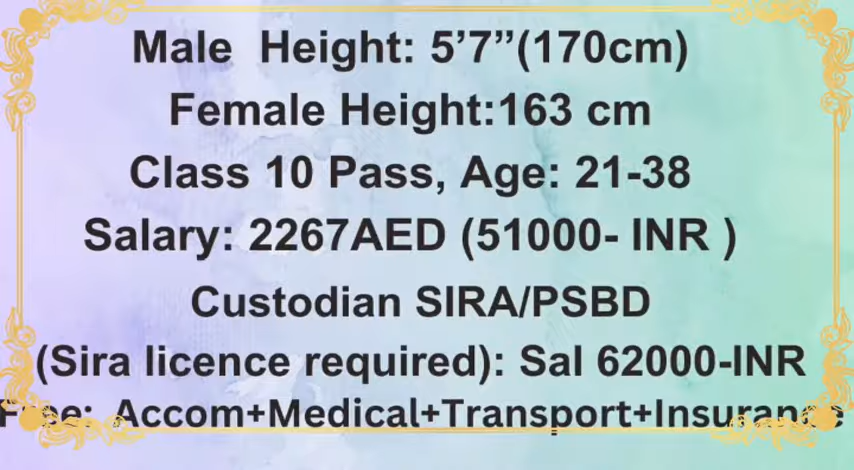 Male Height: 5’7”(170cm)
Female Height:163 cm
Class 10 Pass, Age: 21-38
Salary: 2267AED (51000- INR )
Custodian SIRA/PSBD
(Sira licence required): Sal 62000-INR
Free: Accom+Medical+Transport+Insurance